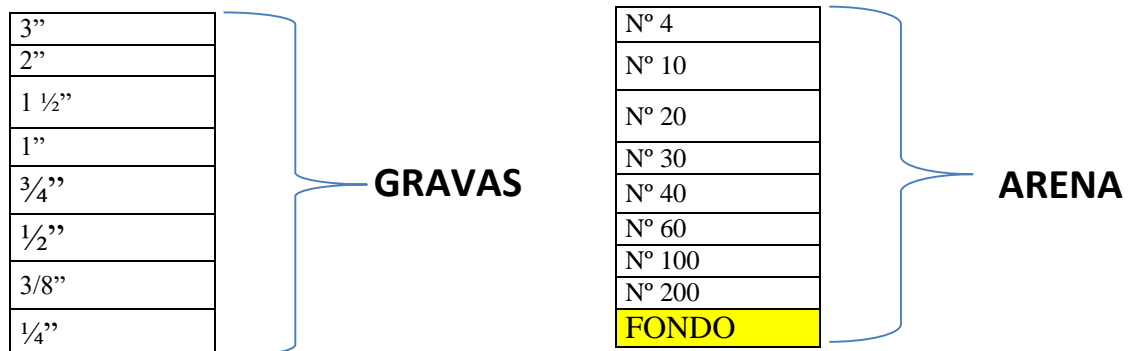 3”
2”
1 ½”
1”
¾”
½”
3/8”
¼”
GRAVAS
Nº 4
Nº 10
Nº 20
Nº 30
Nº 40
Nº 60
Nº 100
Nº 200
FONDO
ARENA